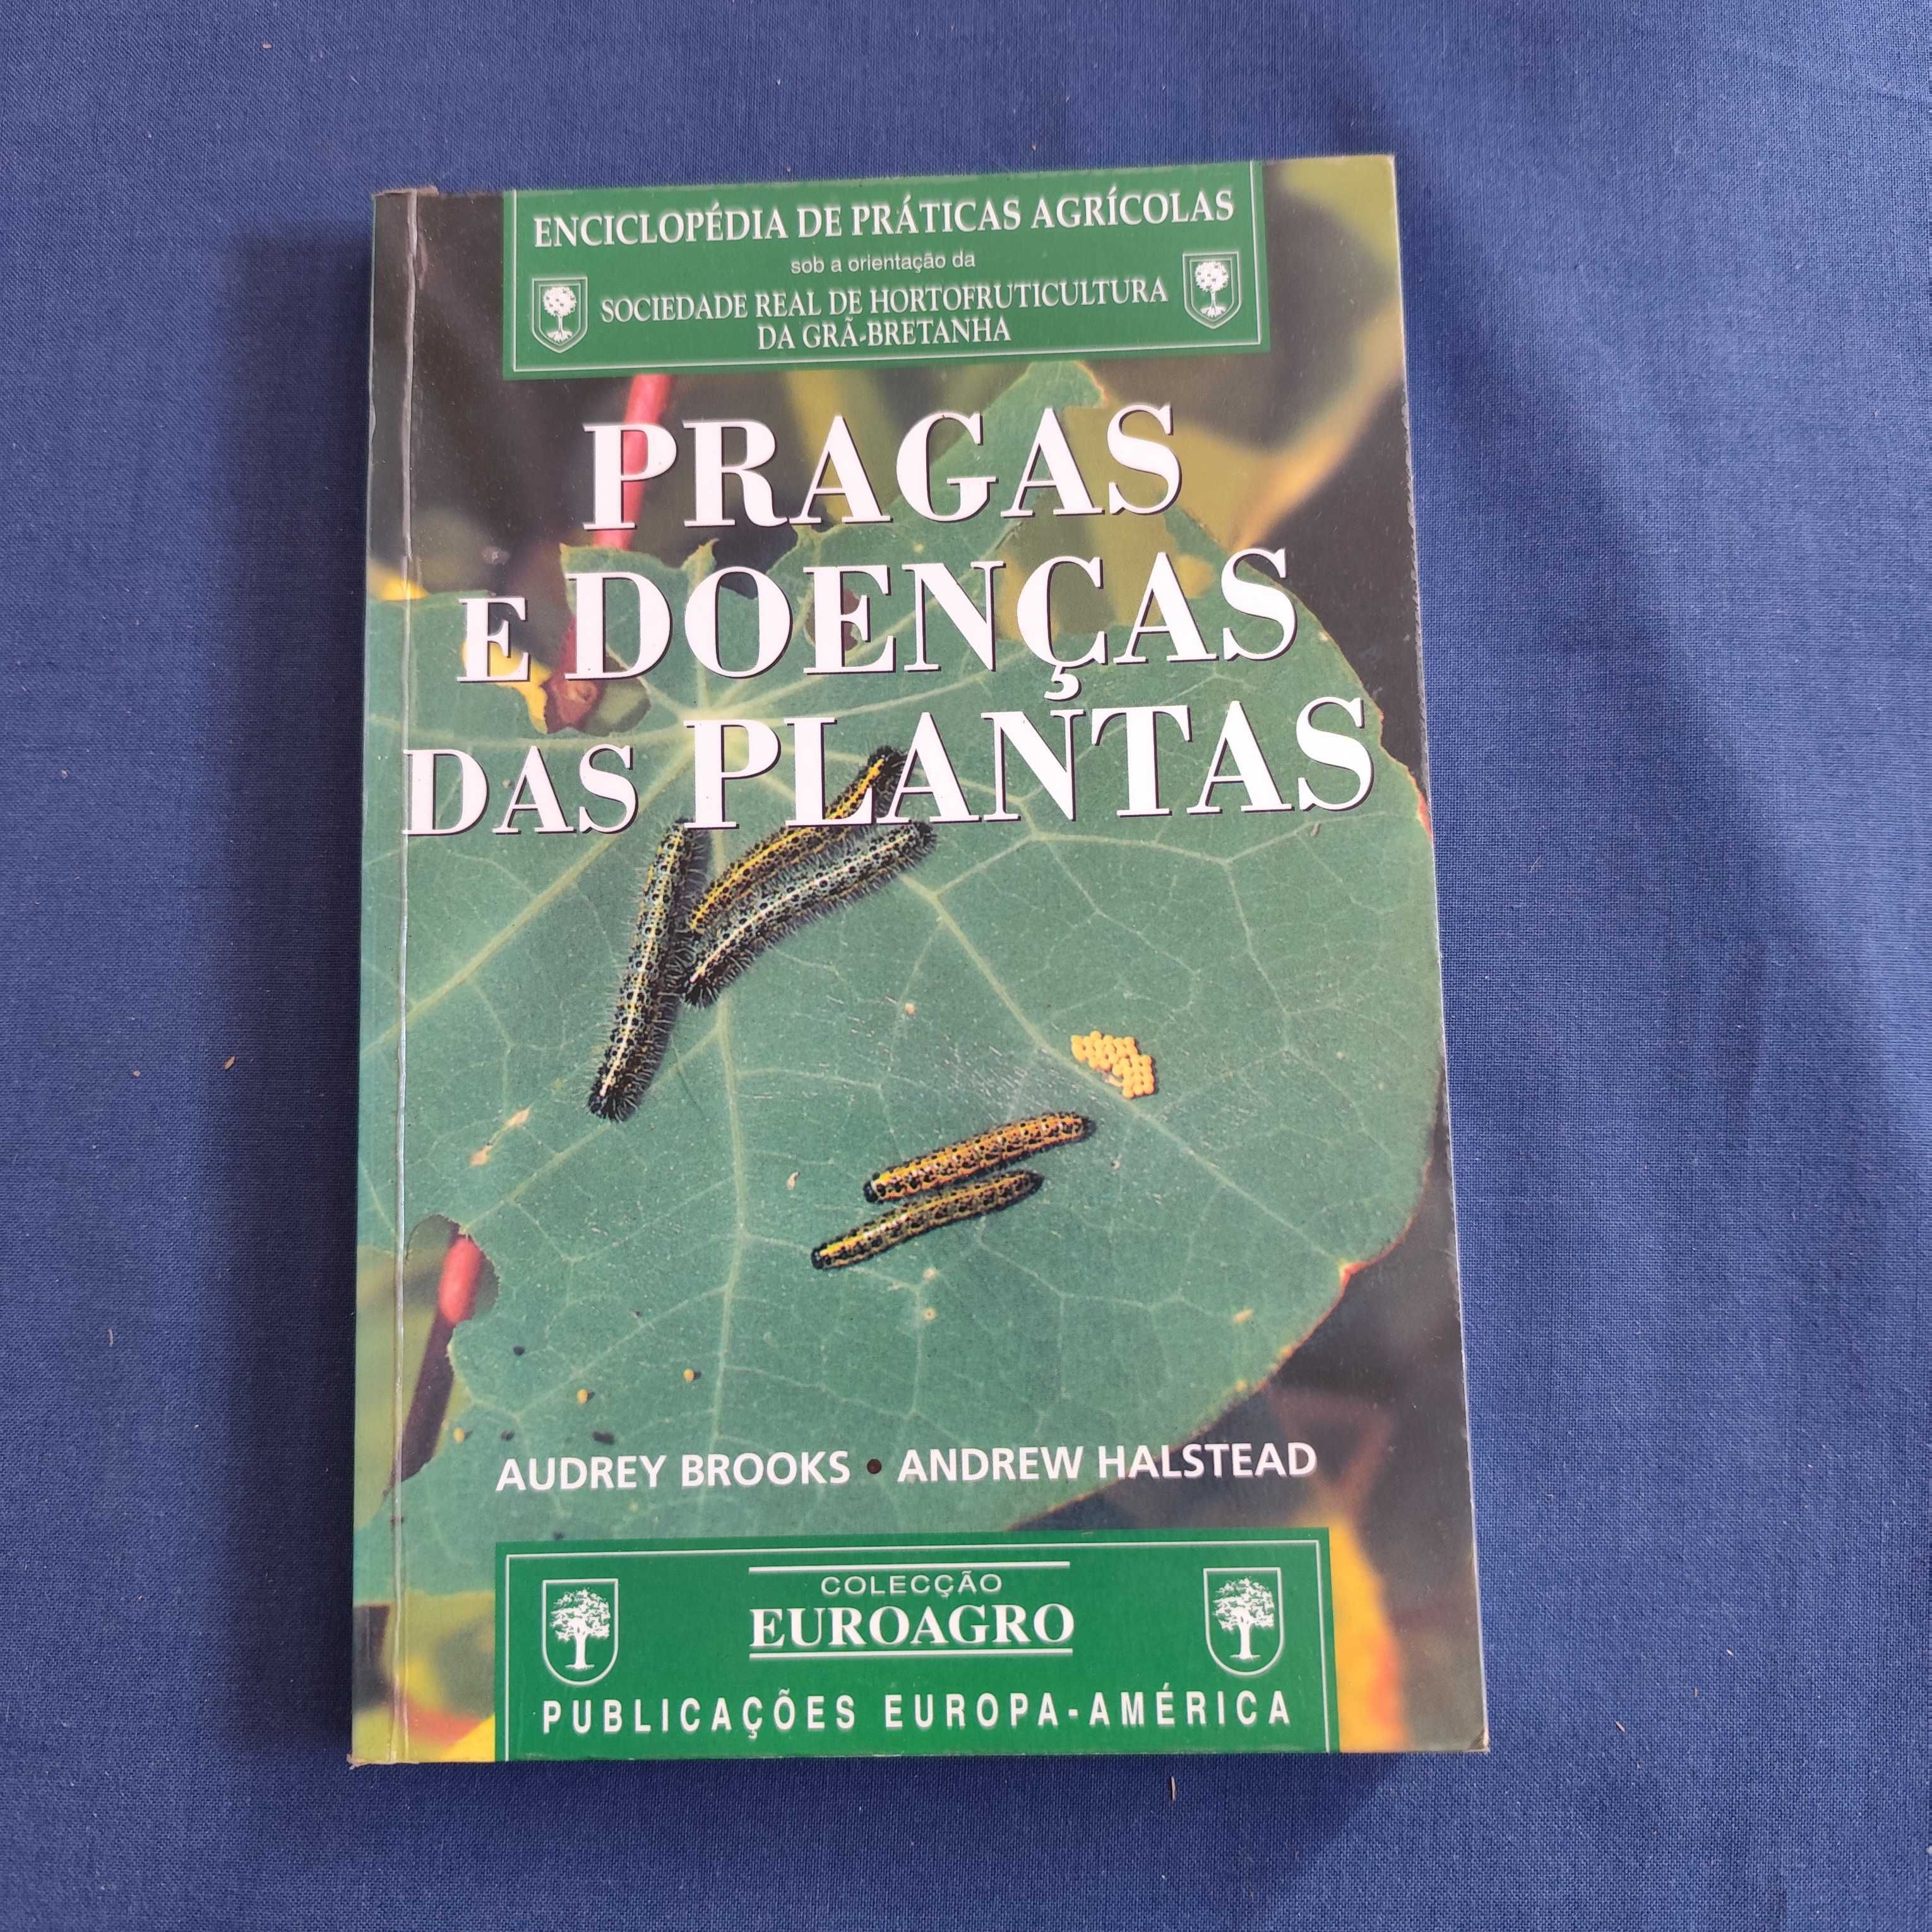 ENCICLOPÉDIA DE PRÁTICAS AGRÍCOLAS
sob a orientação da
SOCIEDADE REAL DE HORTOFRUTICULTURA
DA GRÃ-BRETANHA
PRAGAS
E DOENÇAS
DAS PLANTAS
AUDREY BROOKS • ANDREW HALSTEAD
COLECÇÃO
EUROAGRO
PUBLICAÇÕES EUROPA-AMÉRICA